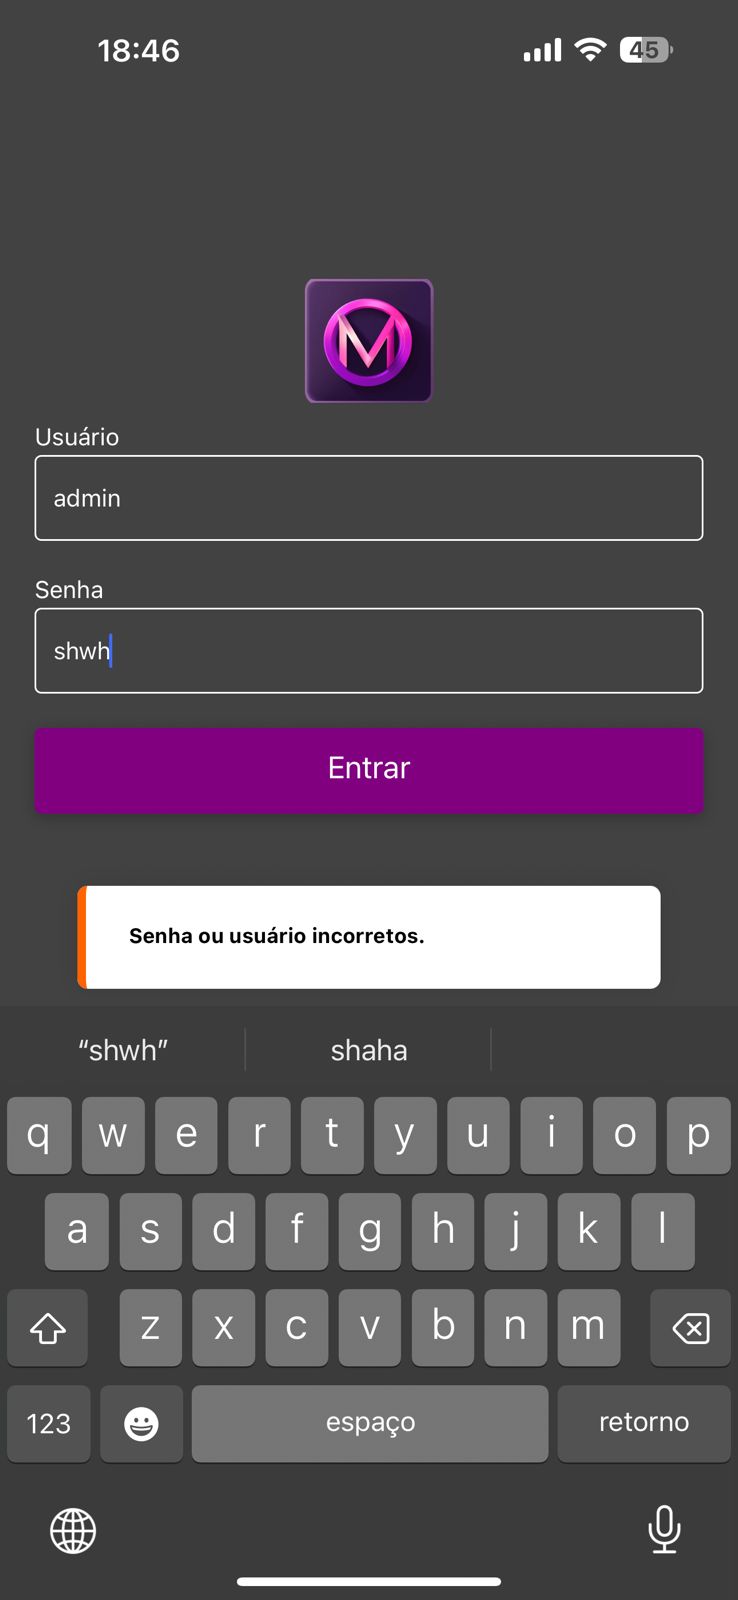 18:46
45
M
Usuário
admin
Senha
shwh
Entrar
Senha ou usuário incorretos.
“shwh” shaha
q w e r t y u i o p
a s d f g h j k l
z x c v b n m
123 espaço retorno